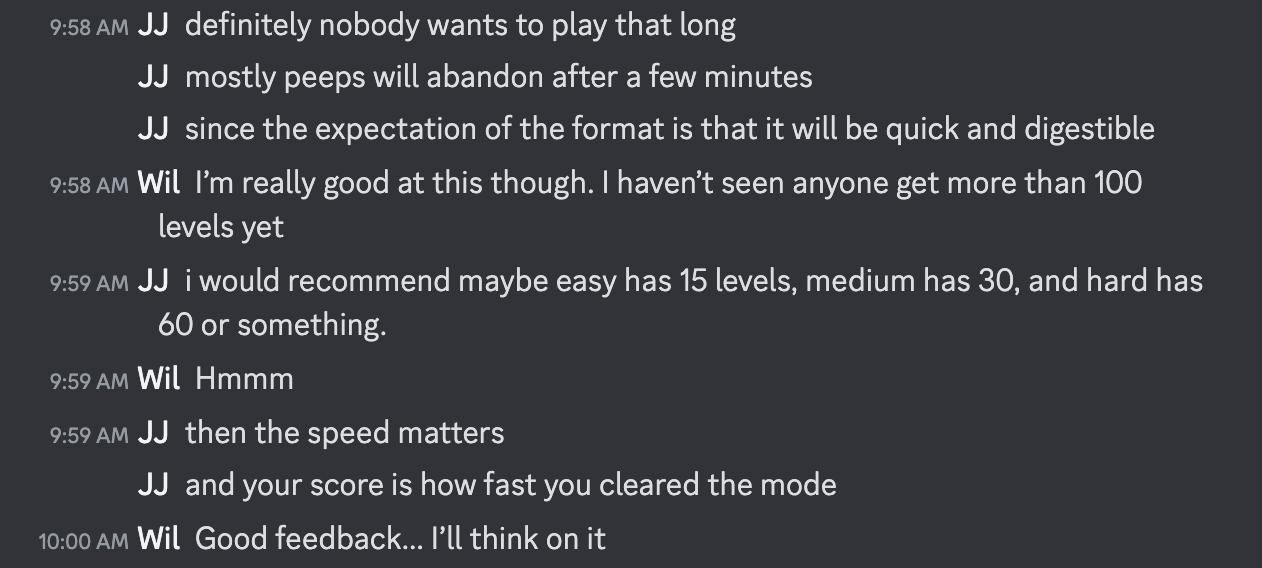 9:58 AM JJ definitely nobody wants to play that long
JJ mostly peeps will abandon after a few minutes
JJ since the expectation of the format is that it will be quick and digestible
9:58 AM Wil I’m really good at this though. I haven’t seen anyone get more than 100
levels yet
9:59 AM JJ i would recommend maybe easy has 15 levels, medium has 30, and hard has
60 or something.
9:59 AM Wil Hmmm
9:59 AM JJ then the speed matters
JJ and your score is how fast you cleared the mode
10:00 AM Wil Good feedback... I’ll think on it